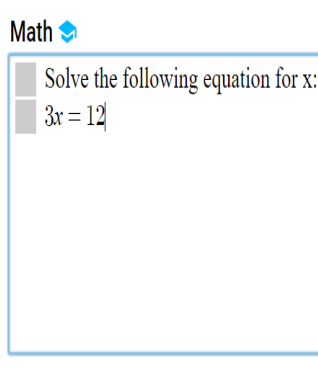 Math
Solve the following equation for x:
3x = 12